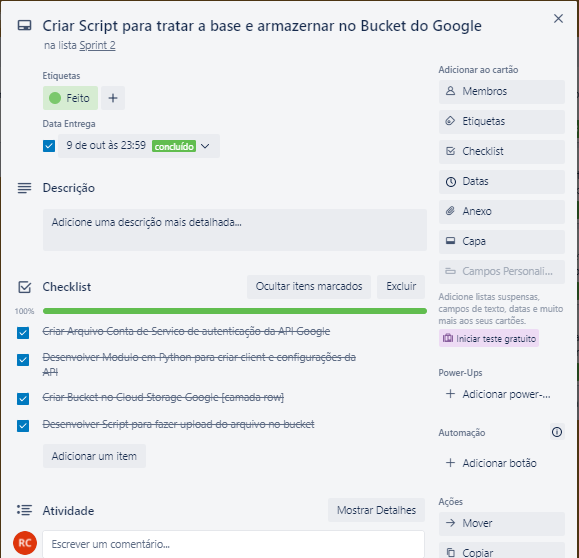 Criar Script para tratar a base e armazernar no Bucket do Google
na lista Sprint 2
Etiquetas
Feito
Data Entrega
9 de out às 23:59 concluído
Descrição
Adicione uma descrição mais detalhada...
Checklist
Ocultar itens marcados
Excluir
100%
Criar Arquivo Conta de Servico de autenticação da API Google
Desenvolver Modulo em Python para criar client e configurações da
API
Criar Bucket no Cloud Storage Google [camada row]
Desenvolver Script para fazer upload do arquivo no bucket
Adicionar um item
Atividade
Mostrar Detalhes
RC
Escrever um comentário...
Adicionar ao cartão
Membros
Etiquetas
Checklist
Datas
Anexo
Capa
Campos Personali...
Adicione listas suspensas,
campos de texto, datas e muito
mais aos seus cartões.
Iniciar teste gratuito
Power-Ups
Adicionar power-...
Automação
Adicionar botão
Ações
Mover
Copiar